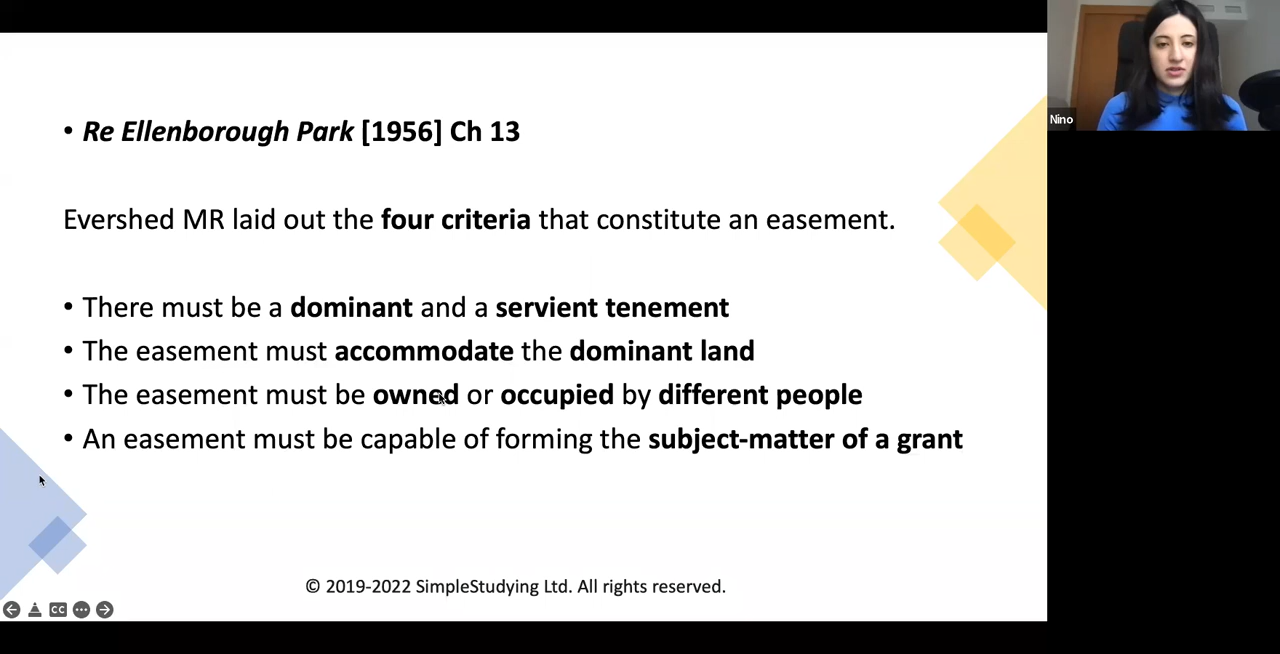 • Re Ellenborough Park [1956] Ch 13
Evershed MR laid out the four criteria that constitute an easement.
• There must be a dominant and a servient tenement
• The easement must accommodate the dominant land
• The easement must be owned or occupied by different people
• An easement must be capable of forming the subject-matter of a grant
© 2019-2022 SimpleStudying Ltd. All rights reserved.
CC
Nino